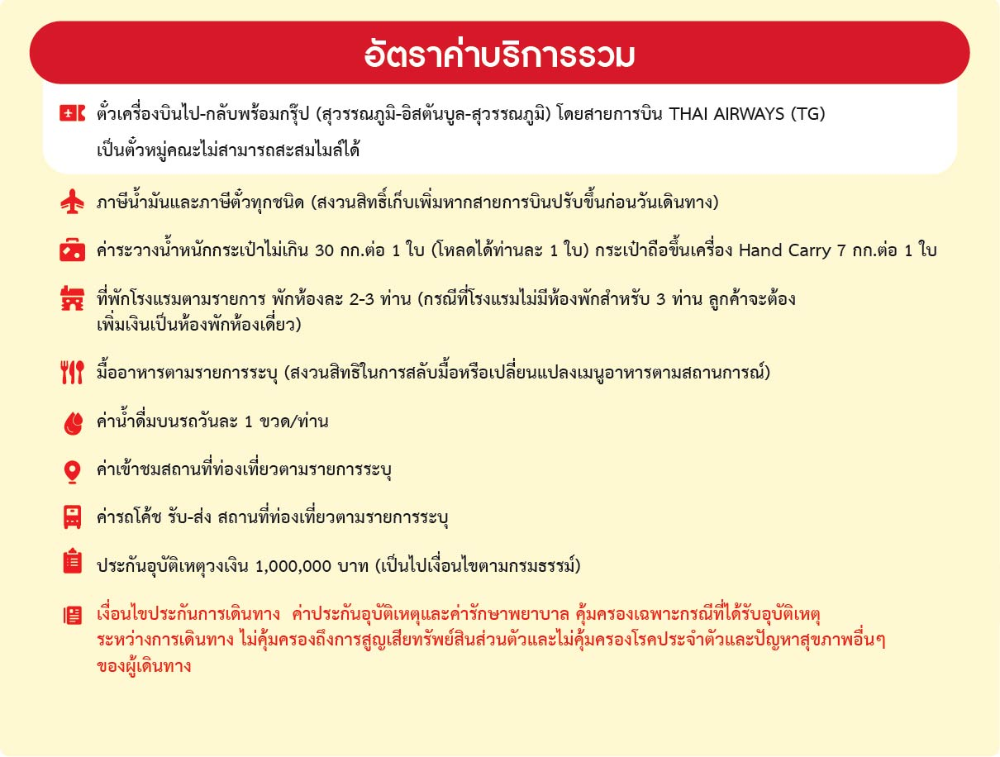 อัตราค่าบริการรวม
ตั๋วเครื่องบินไป-กลับพร้อมกรุ๊ป (สุวรรณภูมิ-อิสตันบูล-สุวรรณภูมิ) โดยสายการบิน THAI AIRWAYS (TG)
เป็นตั๋วหมู่คณะไม่สามารถสะสมไมล์ได้
ภาษีน้ำมันและภาษีตั๋วทุกชนิด (สงวนสิทธิ์เก็บเพิ่มหากสายการบินปรับขึ้นก่อนวันเดินทาง)
ค่าระวางน้ำหนักกระเป๋าไม่เกิน 30 กก.ต่อ 1 ใบ (โหลดได้ท่านละ 1 ใบ) กระเป๋าถือขึ้นเครื่อง Hand Carry 7 กก.ต่อ 1 ใบ
ที่พักโรงแรมตามรายการ พักห้องละ 2-3 ท่าน (กรณีที่โรงแรมไม่มีห้องพักสำหรับ 3 ท่าน ลูกค้าจะต้อง
เพิ่มเงินเป็นห้องพักห้องเดี่ยว)
มื้ออาหารตามรายการระบุ (สงวนสิทธิในการสลับมื้อหรือเปลี่ยนแปลงเมนูอาหารตามสถานการณ์)
ค่าน้ำดื่มบนรถวันละ 1 ขวด/ท่าน
ค่าเข้าชมสถานที่ท่องเที่ยวตามรายการระบุ
ค่ารถโค้ช รับ-ส่ง สถานที่ท่องเที่ยวตามรายการระบุ
ประกันอุบัติเหตุวงเงิน 1,000,000 บาท (เป็นไปเงื่อนไขตามกรมธรรม์)
เงื่อนไขประกันการเดินทาง ค่าประกันอุบัติเหตุและค่ารักษาพยาบาล คุ้มครองเฉพาะกรณีที่ได้รับอุบัติเหตุ
ระหว่างการเดินทาง ไม่คุ้มครองถึงการสูญเสียทรัพย์สินส่วนตัวและไม่คุ้มครองโรคประจำตัวและปัญหาสุขภาพอื่นๆ
ของผู้เดินทาง